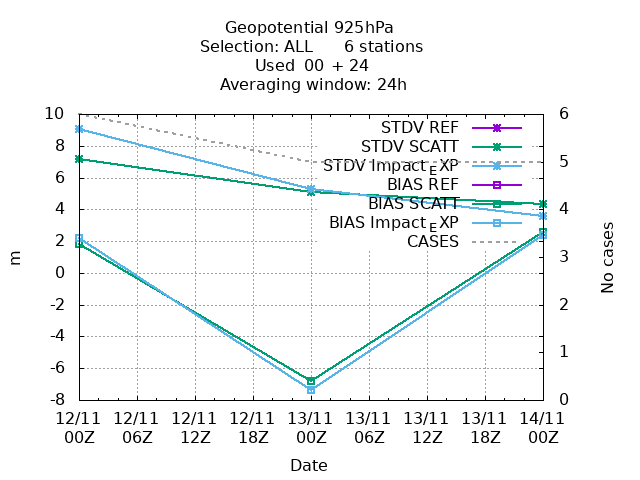 Geopotential 925hPa
Selection: ALL 6 stations
Used 00 + 24
Averaging window: 24h
10
8
6
4
2
0
-2
-4
-6
-8
m
6
5
4
3
2
1
0
No cases
STDV REF
STDV SCATT
STDV Impact_EXP
BIAS REF
BIAS SCATT
BIAS Impact_EXP
CASES
12/11 12/11 12/11 12/11 13/11 13/11 13/11 13/11 14/11
00Z 06Z 12Z 18Z 00Z 06Z 12Z 18Z 00Z
Date